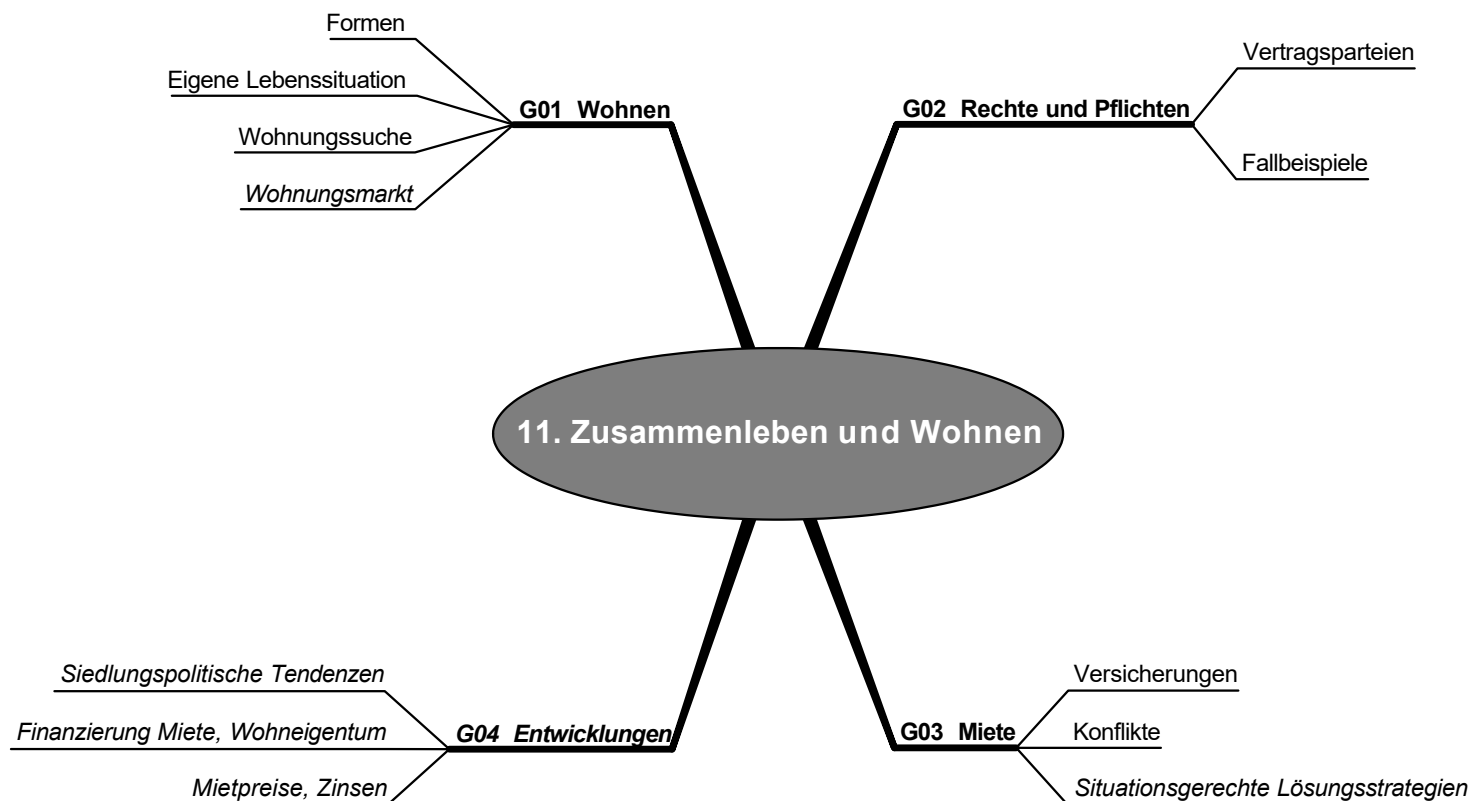 Formen
Eigene Lebenssituation
G01 Wohnen
Wohnungssuche
Wohnungsmarkt
Vertragsparteien
G02 Rechte und Pflichten
Fallbeispiele
11. Zusammenleben und Wohnen
Siedlungspolitische Tendenzen
Finanzierung Miete, Wohneigentum
G04 Entwicklungen
Mietpreise, Zinsen
Versicherungen
G03 Miete
Konflikte
Situationsgerechte Lösungsstrategien